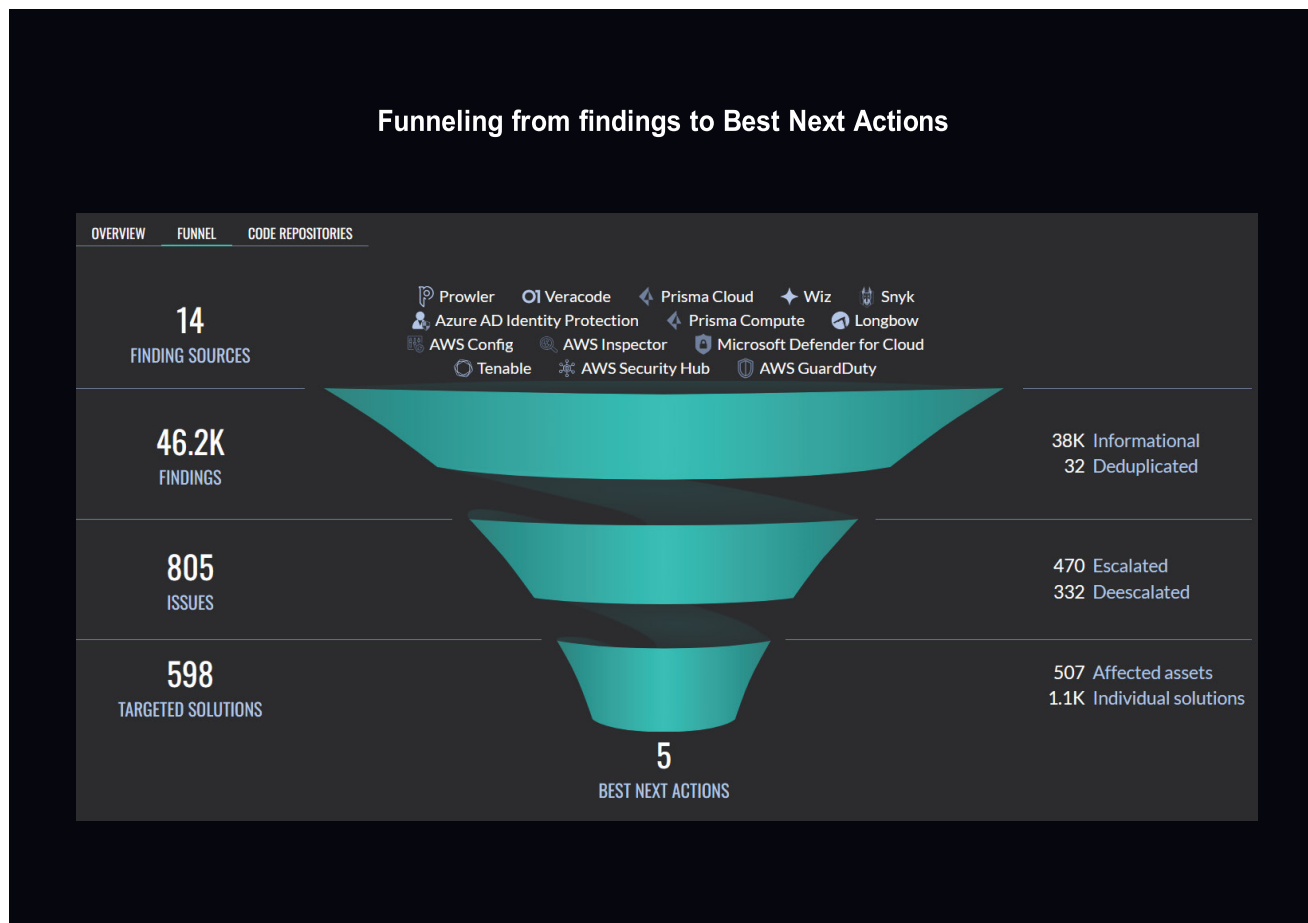 Funneling from findings to Best Next Actions
OVERVIEW FUNNEL CODE REPOSITORIES
14
FINDING SOURCES
Prowler Veracode Prisma Cloud Wiz Snyk
Azure AD Identity Protection Prisma Compute Longbow
AWS Config AWS Inspector Microsoft Defender for Cloud
Tenable AWS Security Hub AWS GuardDuty
46.2K
FINDINGS
38K Informational
32 Deduplicated
805
ISSUES
470 Escalated
332 Deescalated
598
TARGETED SOLUTIONS
507 Affected assets
1.1K Individual solutions
5
BEST NEXT ACTIONS